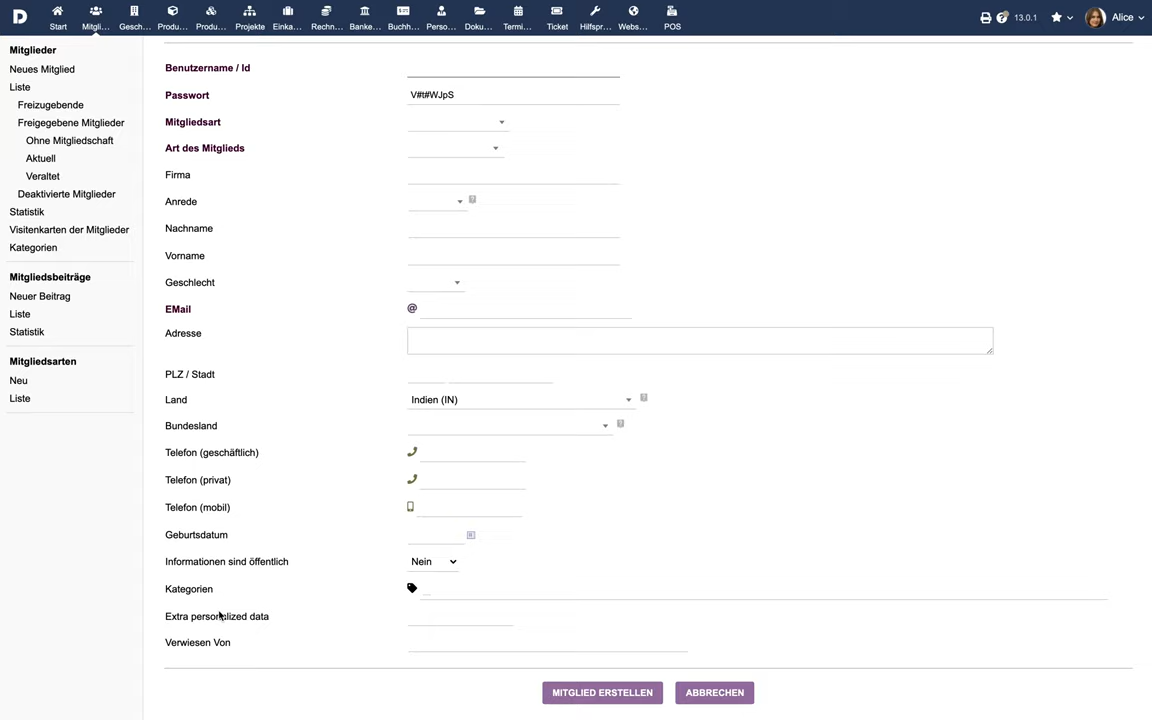 Start Mitgli... Gesch... Produ... Produ... Projekte Einka... Rechn... Banke... Buchh... Perso... Doku... Termi... Ticket Hilfspr... Webs... POS 13.0.1 Alice
Mitglieder
Neues Mitglied
Liste
Freizugebende
Freigegebene Mitglieder
Ohne Mitgliedschaft
Aktuell
Veraltet
Deaktivierte Mitglieder
Statistik
Visitenkarten der Mitglieder
Kategorien
Mitgliedsbeiträge
Neuer Beitrag
Liste
Statistik
Mitgliedsarten
Neu
Liste
Benutzername / Id
Passwort V#t#WJpS
Mitgliedsart
Art des Mitglieds
Firma
Anrede
Nachname
Vorname
Geschlecht
EMail @
Adresse
PLZ / Stadt
Land Indien (IN)
Bundesland
Telefon (geschäftlich)
Telefon (privat)
Telefon (mobil)
Geburtsdatum
Informationen sind öffentlich Nein
Kategorien
Extra personalized data
Verwiesen Von
MITGLIED ERSTELLEN ABBRECHEN